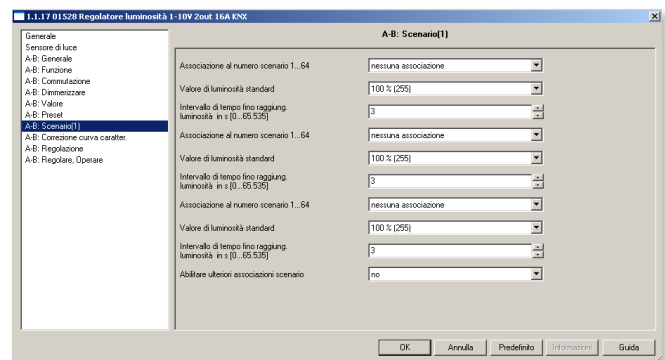 1.1.17 01528 Regolatore luminosità 1-10V 2out 16A KNX
Generale
Sensore di luce
A-B: Generale
A-B: Funzione
A-B: Commutazione
A-B: Dimmerizzare
A-B: Valore
A-B: Preset
A-B: Scenario(1)
A-B: Correzione curva caratter.
A-B: Regolazione
A-B: Regolare, Operare
A-B: Scenario(1)
Associazione al numero scenario 1...64
nessuna associazione
Valore di luminosità standard
100 % (255)
Intervallo di tempo fino raggiung.
luminosità in s [0...65.535]
3
Associazione al numero scenario 1...64
nessuna associazione
Valore di luminosità standard
100 % (255)
Intervallo di tempo fino raggiung.
luminosità in s [0...65.535]
3
Associazione al numero scenario 1...64
nessuna associazione
Valore di luminosità standard
100 % (255)
Intervallo di tempo fino raggiung.
luminosità in s [0...65.535]
3
Abilitare ulteriori associazioni scenario
no
OK
Annulla
Predefinito
Informazioni
Guida